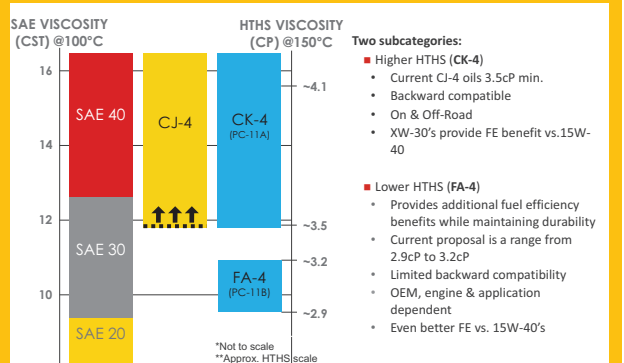 SAE VISCOSITY
(CST) @100°C
HTHS VISCOSITY
(CP) @150°C
16
14
12
10
SAE 40
SAE 30
SAE 20
CJ-4
CK-4
(PC-11A)
FA-4
(PC-11B)
~4.1
~3.5
~3.2
~2.9
*Not to scale
**Approx. HTHS scale
Two subcategories:
Higher HTHS (CK-4)
• Current CJ-4 oils 3.5cP min.
• Backward compatible
• On & Off-Road
• XW-30's provide FE benefit vs.15W-
40
Lower HTHS (FA-4)
• Provides additional fuel efficiency
benefits while maintaining durability
• Current proposal is a range from
2.9cP to 3.2cP
• Limited backward compatibility
• OEM, engine & application
dependent
• Even better FE vs. 15W-40's